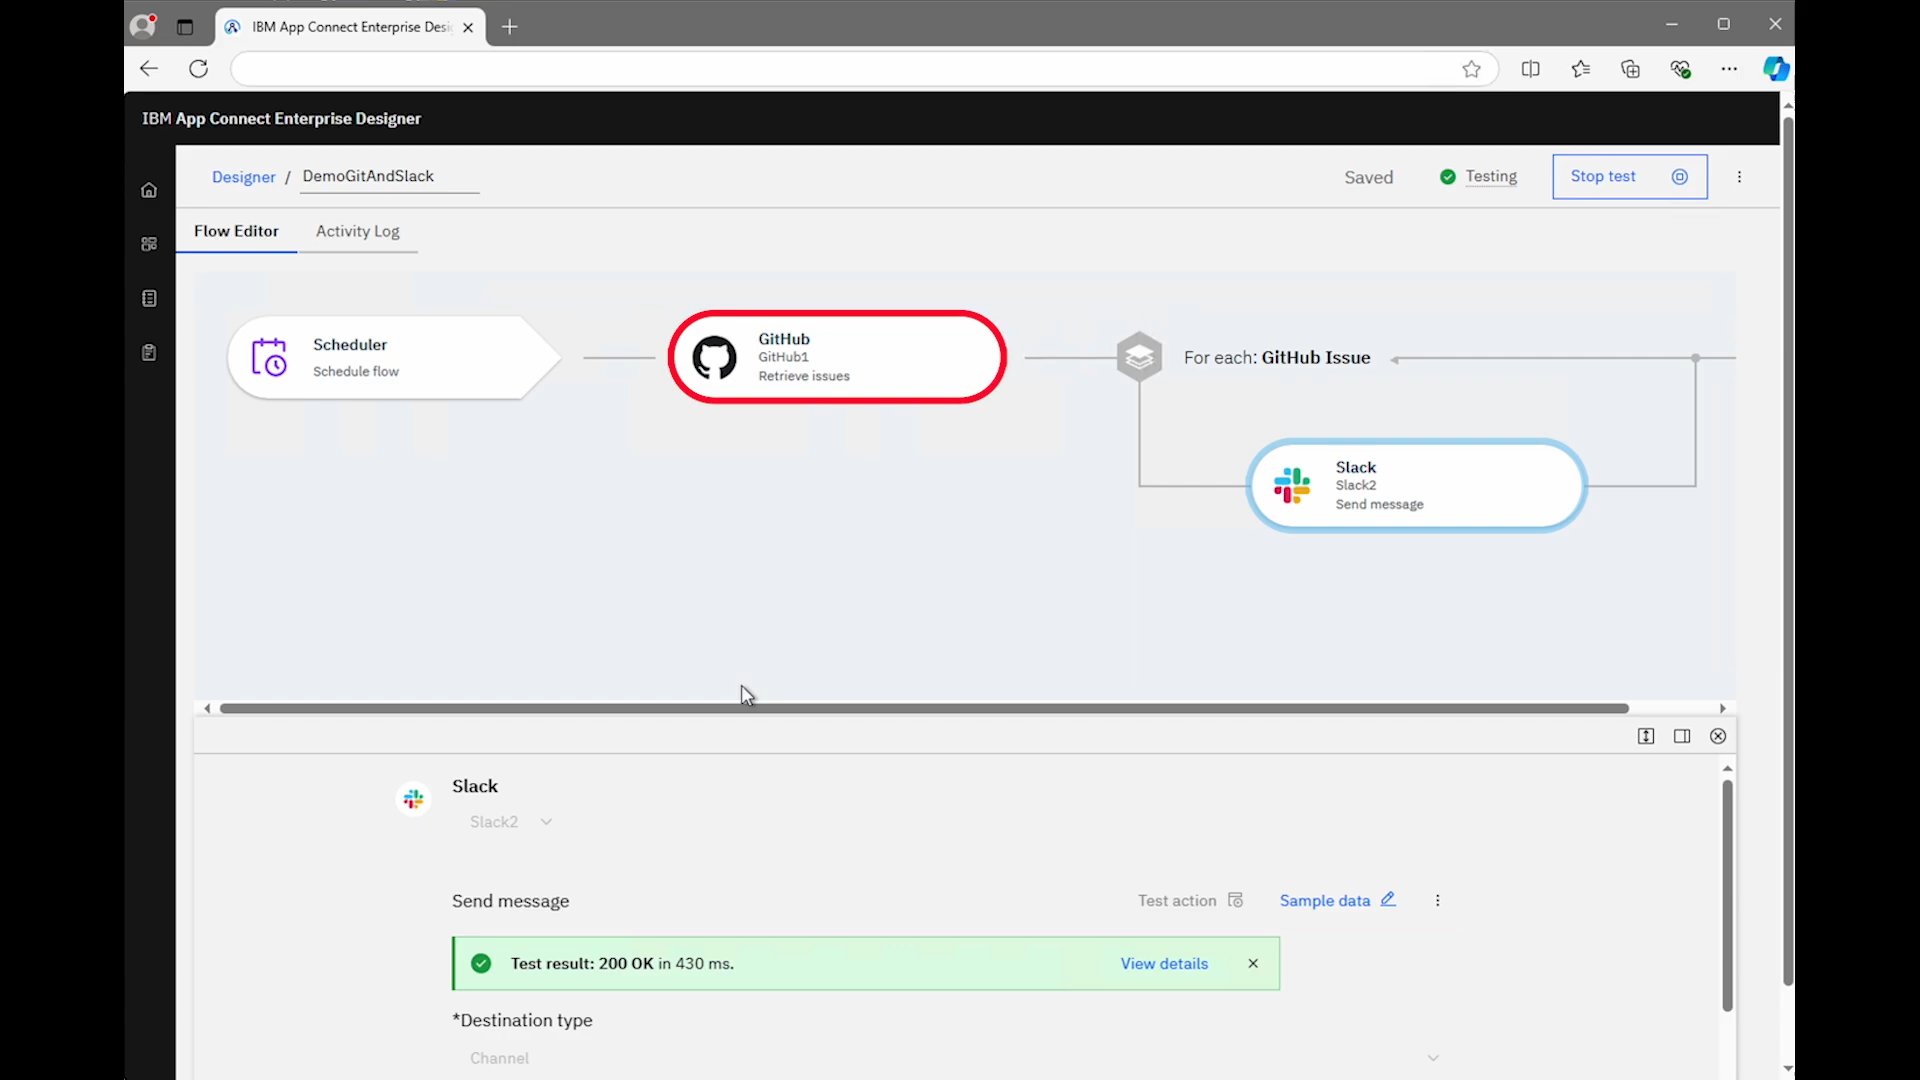 IBM App Connect Enterprise Desi
IBM App Connect Enterprise Designer
Designer / DemoGitAndSlack
Saved
Testing
Stop test
Flow Editor
Activity Log
Scheduler
Schedule flow
GitHub
GitHub1
Retrieve issues
For each: GitHub Issue
Slack
Slack2
Send message
Slack
Slack2
Send message
Test action
Sample data
Test result: 200 OK in 430 ms.
View details
*Destination type
Channel